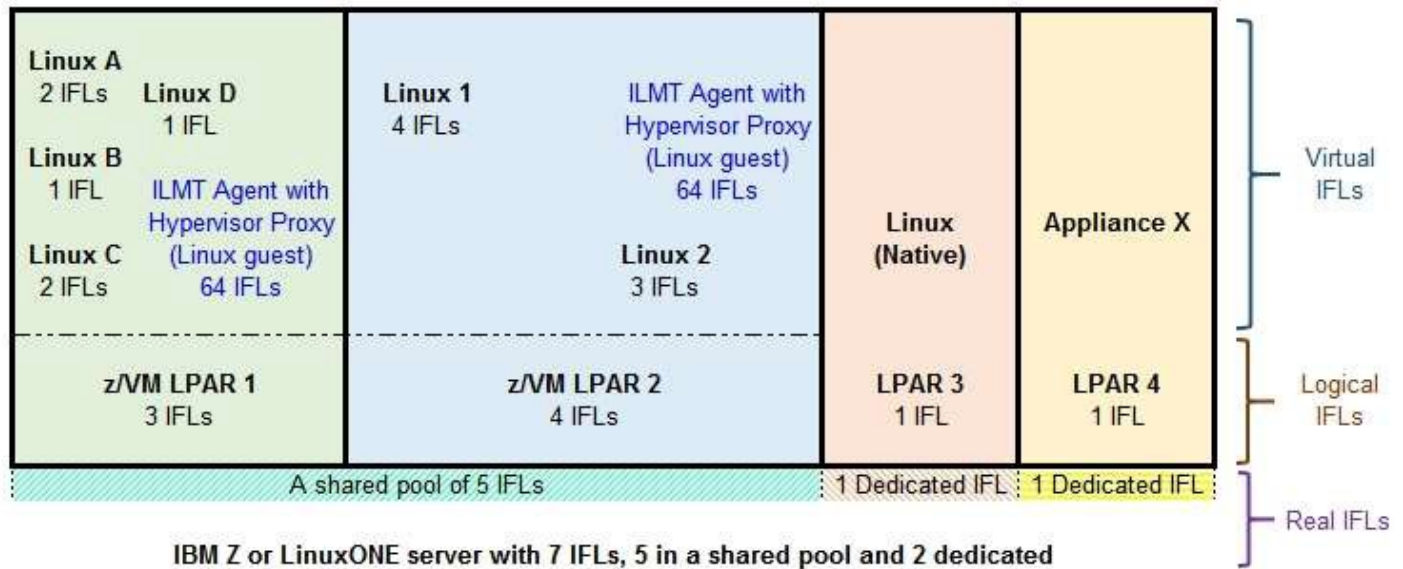 Linux A
2 IFLs
Linux D
1 IFL
Linux B
1 IFL
ILMT Agent with
Hypervisor Proxy
(Linux guest)
64 IFLs
Linux C
2 IFLs
Linux 1
4 IFLs
ILMT Agent with
Hypervisor Proxy
(Linux guest)
64 IFLs
Linux 2
3 IFLs
Linux
(Native)
Appliance X
Virtual
IFLs
z/VM LPAR 1
3 IFLs
z/VM LPAR 2
4 IFLs
LPAR 3
1 IFL
LPAR 4
1 IFL
Logical
IFLs
A shared pool of 5 IFLs
1 Dedicated IFL
1 Dedicated IFL
Real IFLs
IBM Z or LinuxONE server with 7 IFLs, 5 in a shared pool and 2 dedicated